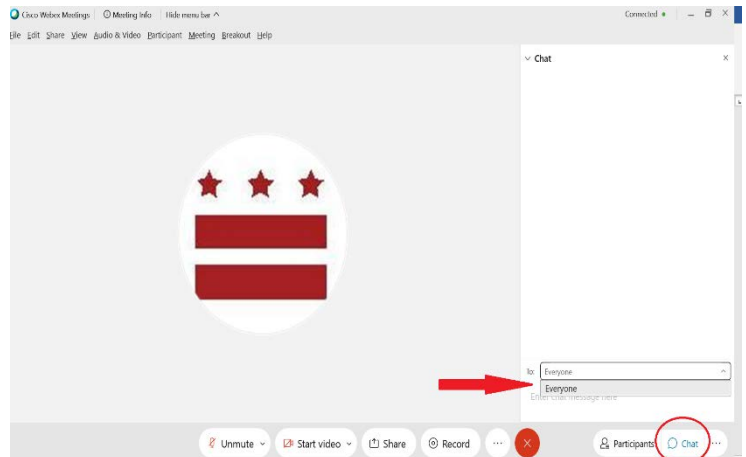 Cisco Webex Meetings Meeting Info Hide menu bar Connected
File Edit Share View Audio & Video Participant Meeting Breakout Help
Chat
To: Everyone
Everyone
Enter chat message here
Unmute Start video Share Record Participants Chat